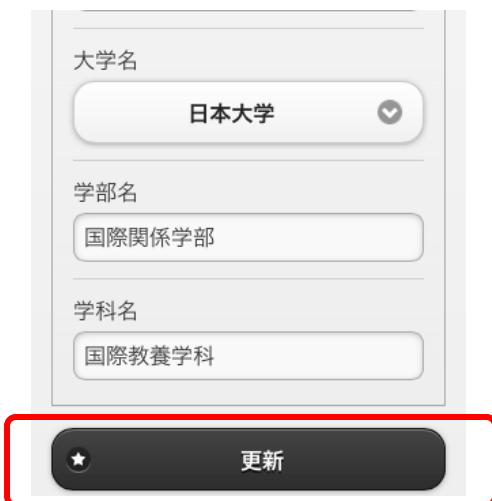 大学名
日本大学
学部名
国際関係学部
学科名
国際教養学科
更新